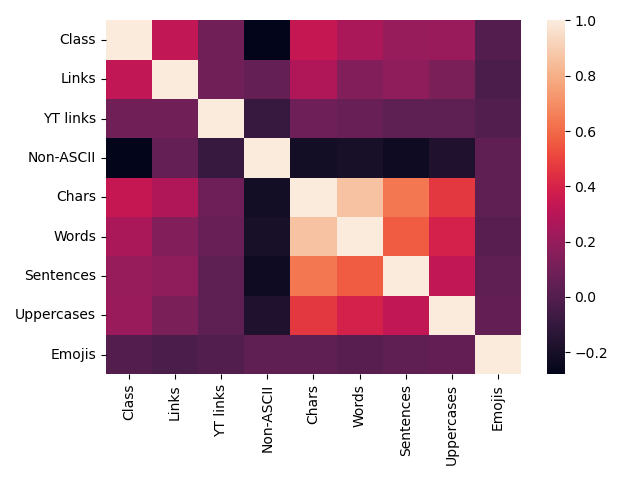 Class
Links
YT links
Non-ASCII
Chars
Words
Sentences
Uppercases
Emojis
Class
Links
YT links
Non-ASCII
Chars
Words
Sentences
Uppercases
Emojis
1.0
0.8
0.6
0.4
0.2
0.0
−0.2